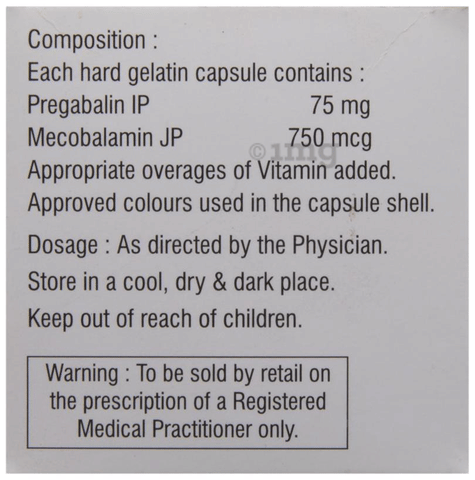 Composition :
Each hard gelatin capsule contains :
Pregabalin IP 75 mg
Mecobalamin JP 750 mcg
©1mg
Appropriate overages of Vitamin added.
Approved colours used in the capsule shell.
Dosage : As directed by the Physician.
Store in a cool, dry & dark place.
Keep out of reach of children.
Warning : To be sold by retail on
the prescription of a Registered
Medical Practitioner only.